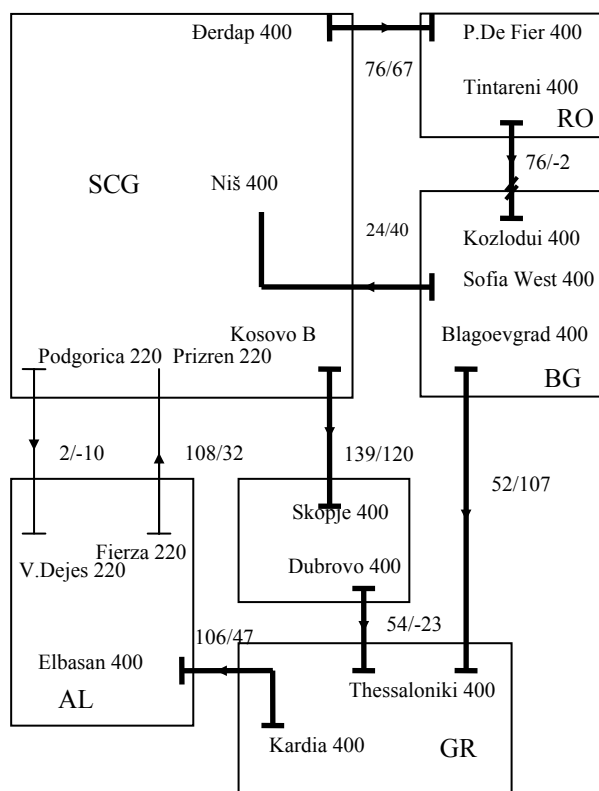 Đerdap 400
P.De Fier 400
76/67
Tintareni 400
RO
SCG
Niš 400
76/-2
24/40
Kozlodui 400
Sofia West 400
Kosovo B
Blagoevgrad 400
Podgorica 220
Prizren 220
BG
2/-10
108/32
139/120
52/107
Skopje 400
Fierza 220
V.Dejes 220
Dubrovo 400
106/47
54/-23
Elbasan 400
Thessaloniki 400
AL
Kardia 400
GR